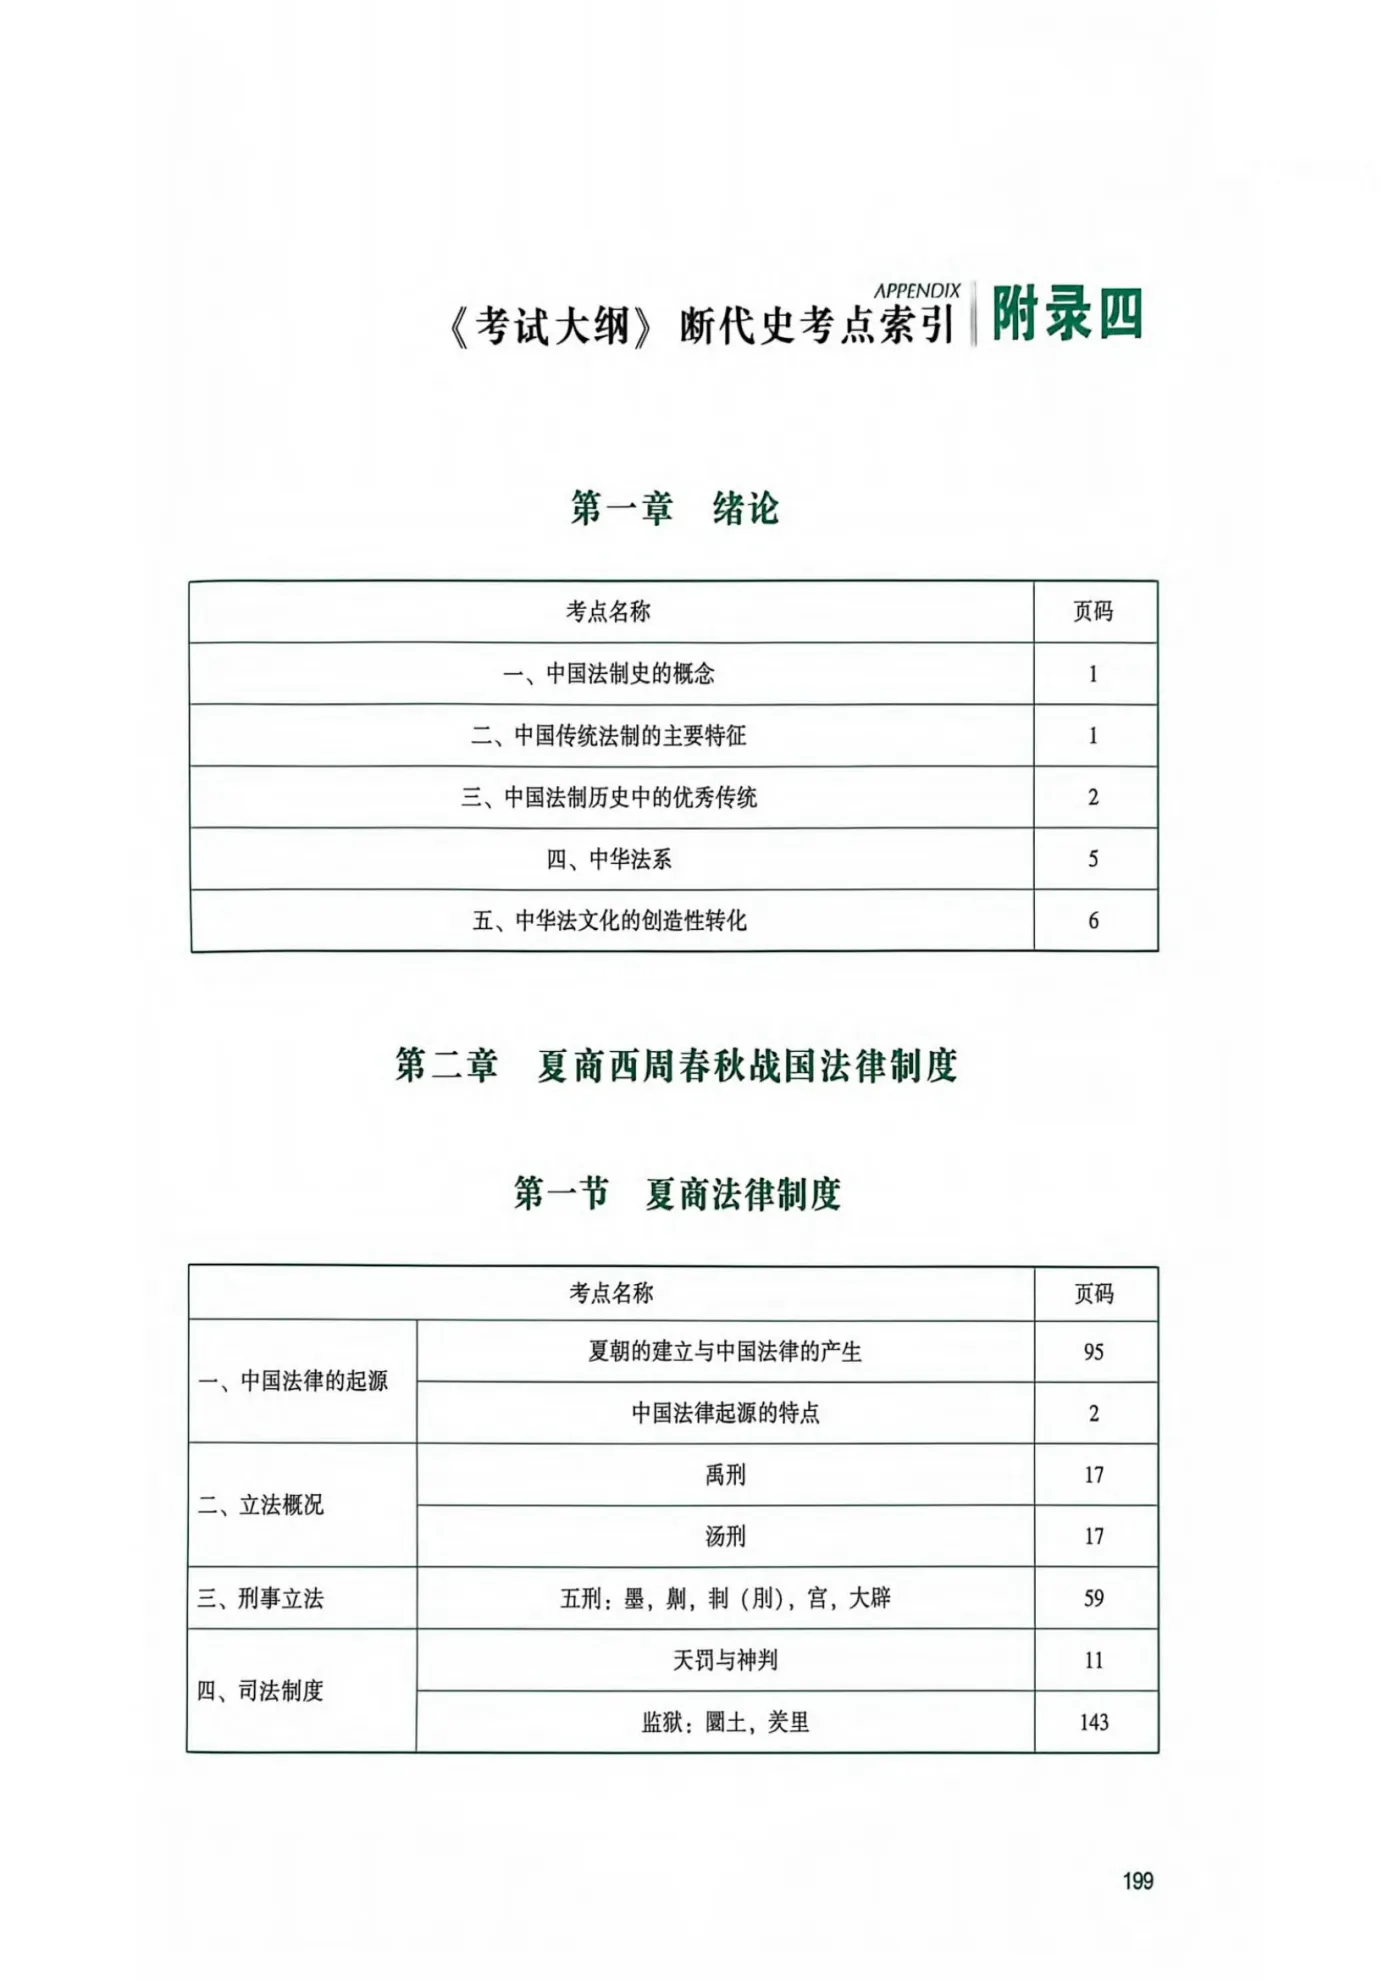 APPENDIX
《考试大纲》断代史考点索引 附录四
第一章 绪论
考点名称 页码
一、中国法制史的概念 1
二、中国传统法制的主要特征 1
三、中国法制历史中的优秀传统 2
四、中华法系 5
五、中华法文化的创造性转化 6
第二章 夏商西周春秋战国法律制度
第一节 夏商法律制度
考点名称 页码
一、中国法律的起源 夏朝的建立与中国法律的产生 95
中国法律起源的特点 2
二、立法概况 禹刑 17
汤刑 17
三、刑事立法 五刑：墨，劓，剕（刖），宫，大辟 59
四、司法制度 天罚与神判 11
监狱：圜土，羑里 143
199